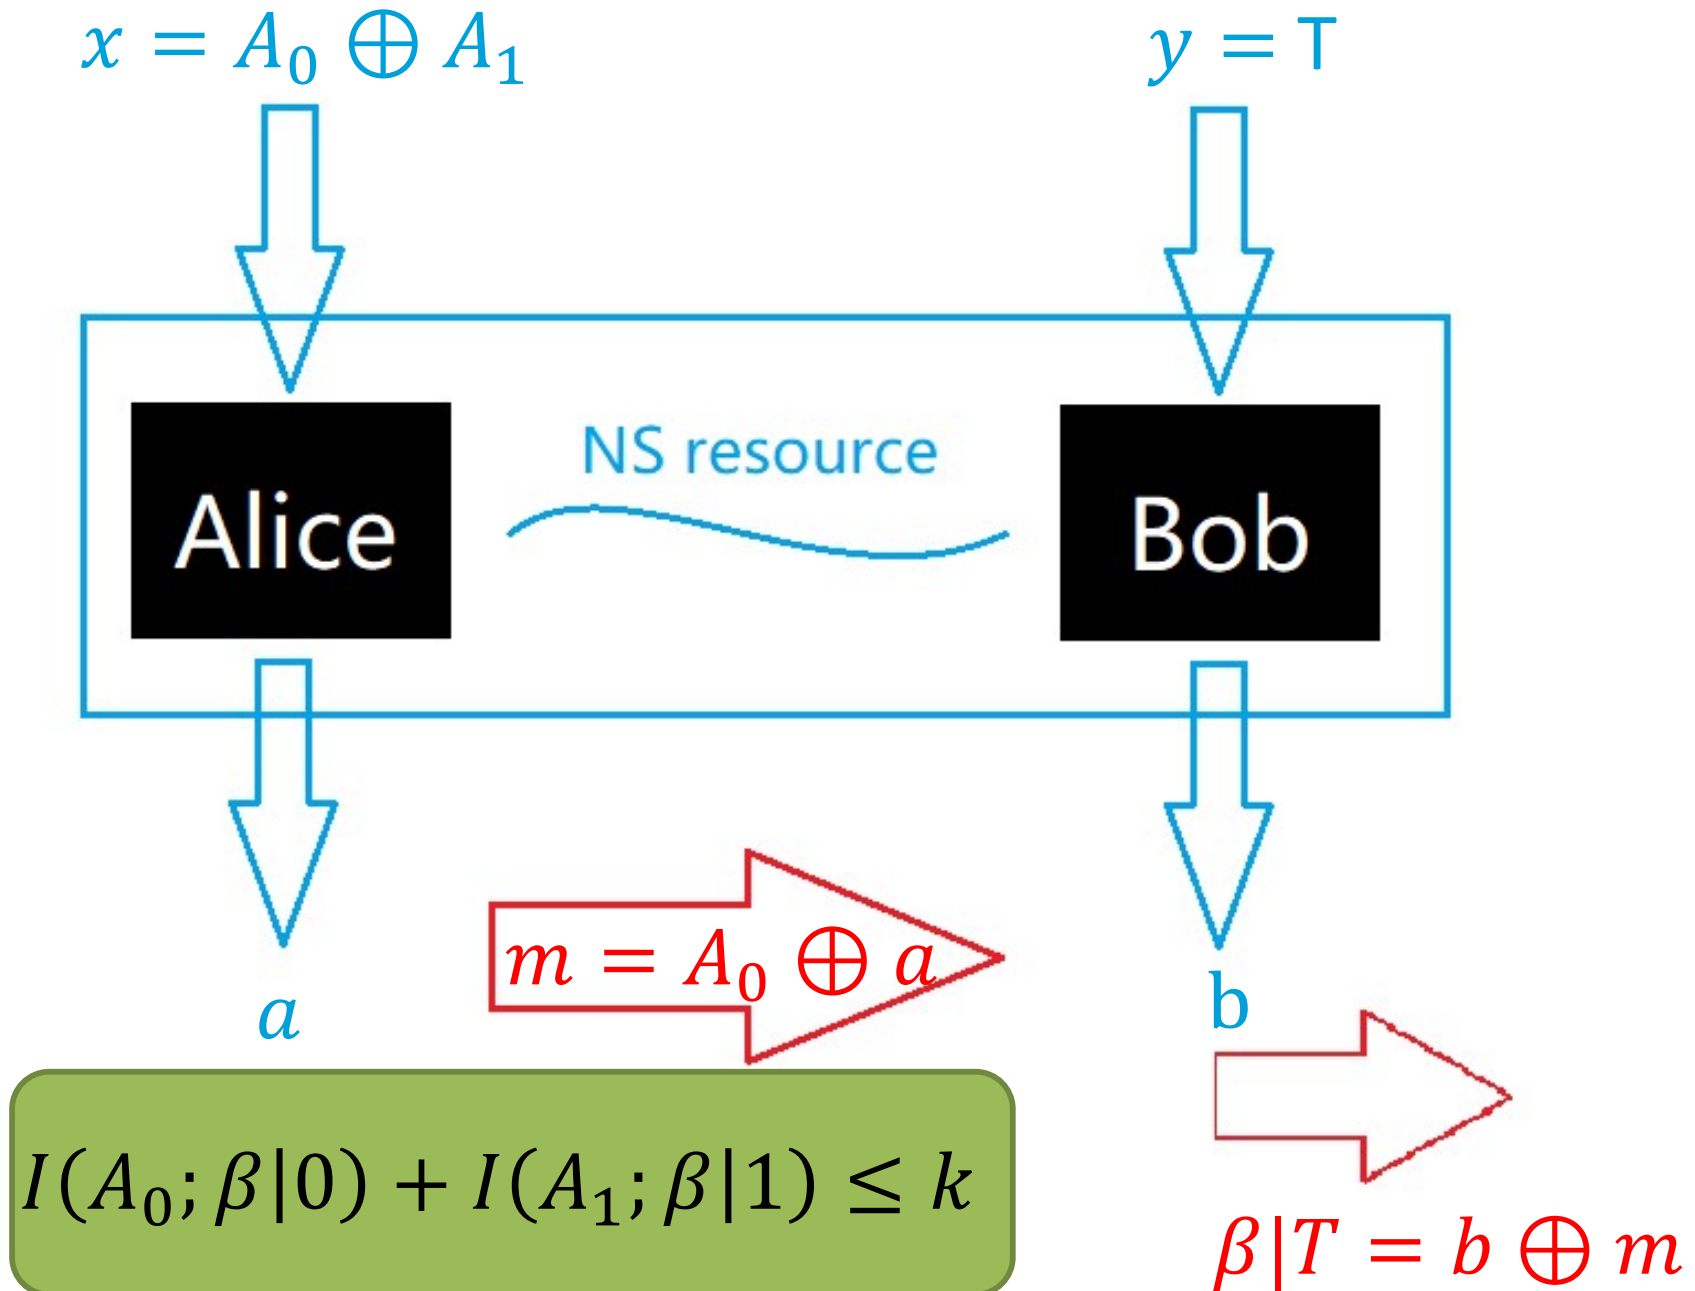 x = A₀ ⊕ A₁
y = T
NS resource
Alice
Bob
m = A₀ ⊕ a
a
b
I(A₀; β|0) + I(A₁; β|1) ≤ k
β|T = b ⊕ m